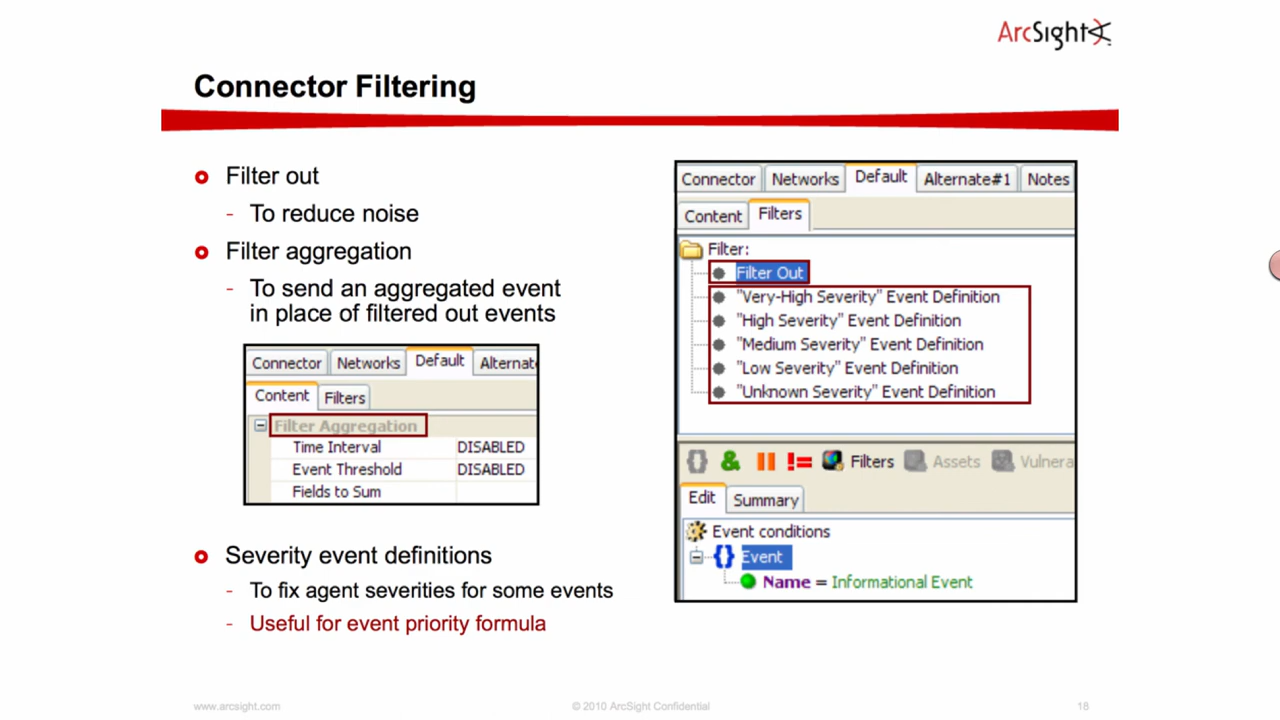 ArcSight
Connector Filtering
Filter out
- To reduce noise
Filter aggregation
- To send an aggregated event
in place of filtered out events
Connector Networks Default Alternat
Content Filters
Filter Aggregation
Time Interval DISABLED
Event Threshold DISABLED
Fields to Sum
Severity event definitions
- To fix agent severities for some events
- Useful for event priority formula
Connector Networks Default Alternate#1 Notes
Content Filters
Filter:
Filter Out
"Very-High Severity" Event Definition
"High Severity" Event Definition
"Medium Severity" Event Definition
"Low Severity" Event Definition
"Unknown Severity" Event Definition
{} & || != Filters Assets Vulnera
Edit Summary
Event conditions
{} Event
Name = Informational Event
www.arcsight.com © 2010 ArcSight Confidential 18